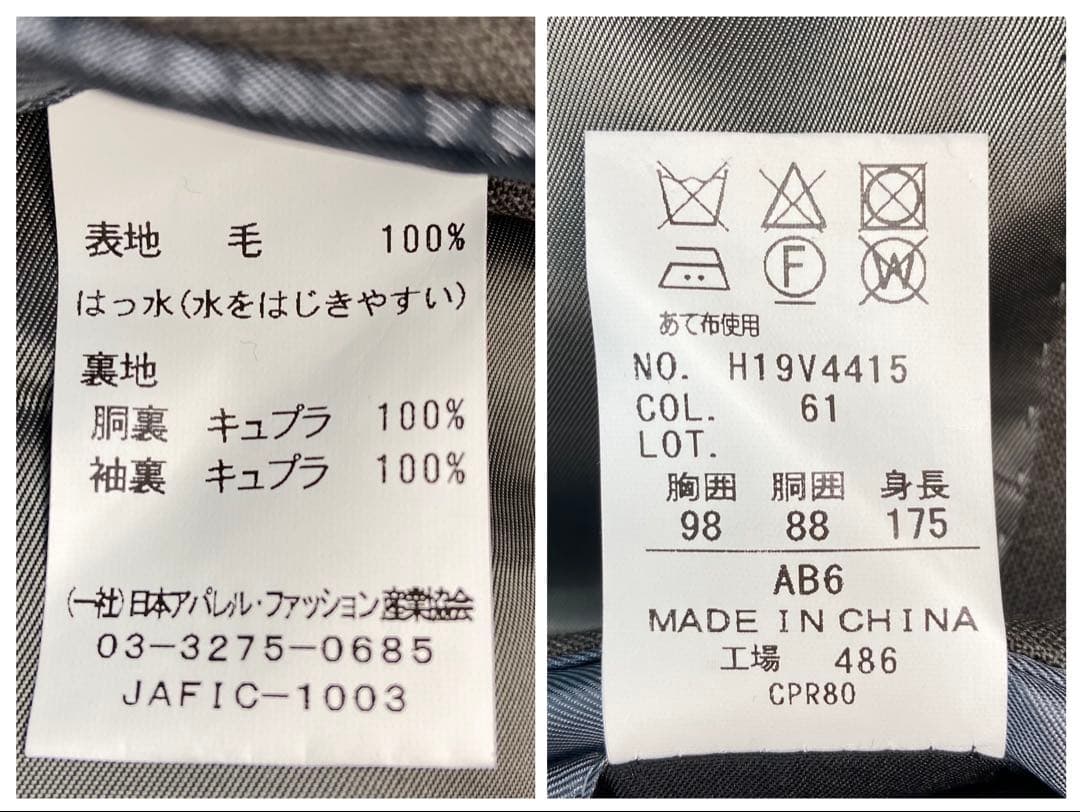 表地 毛 100%
はっ水(水をはじきやすい)
裏地
胴裏 キュプラ 100%
袖裏 キュプラ 100%
(一社)日本アパレル・ファッション産業協会
03-3275-0685
JAFIC-1003
F
W
あて布使用
NO. H19V4415
COL. 61
LOT.
胸囲 胴囲 身長
98 88 175
AB6
MADE IN CHINA
工場 486
CPR80